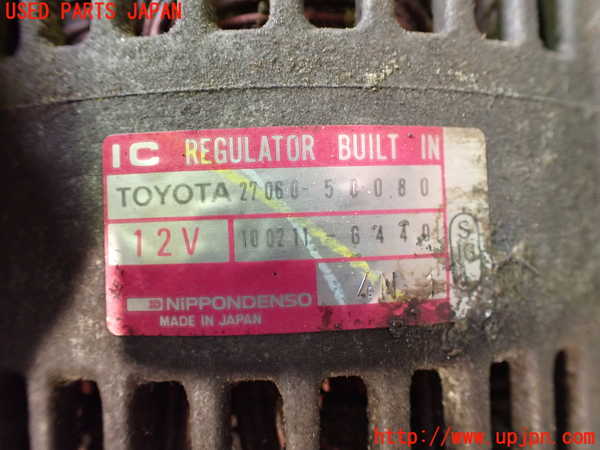 USED PARTS JAPAN
IC REGULATOR BUILT IN
TOYOTA 27060-50080
12V 100211-6440
NIPPONDENSO
MADE IN JAPAN
http://www.upjpn.com/